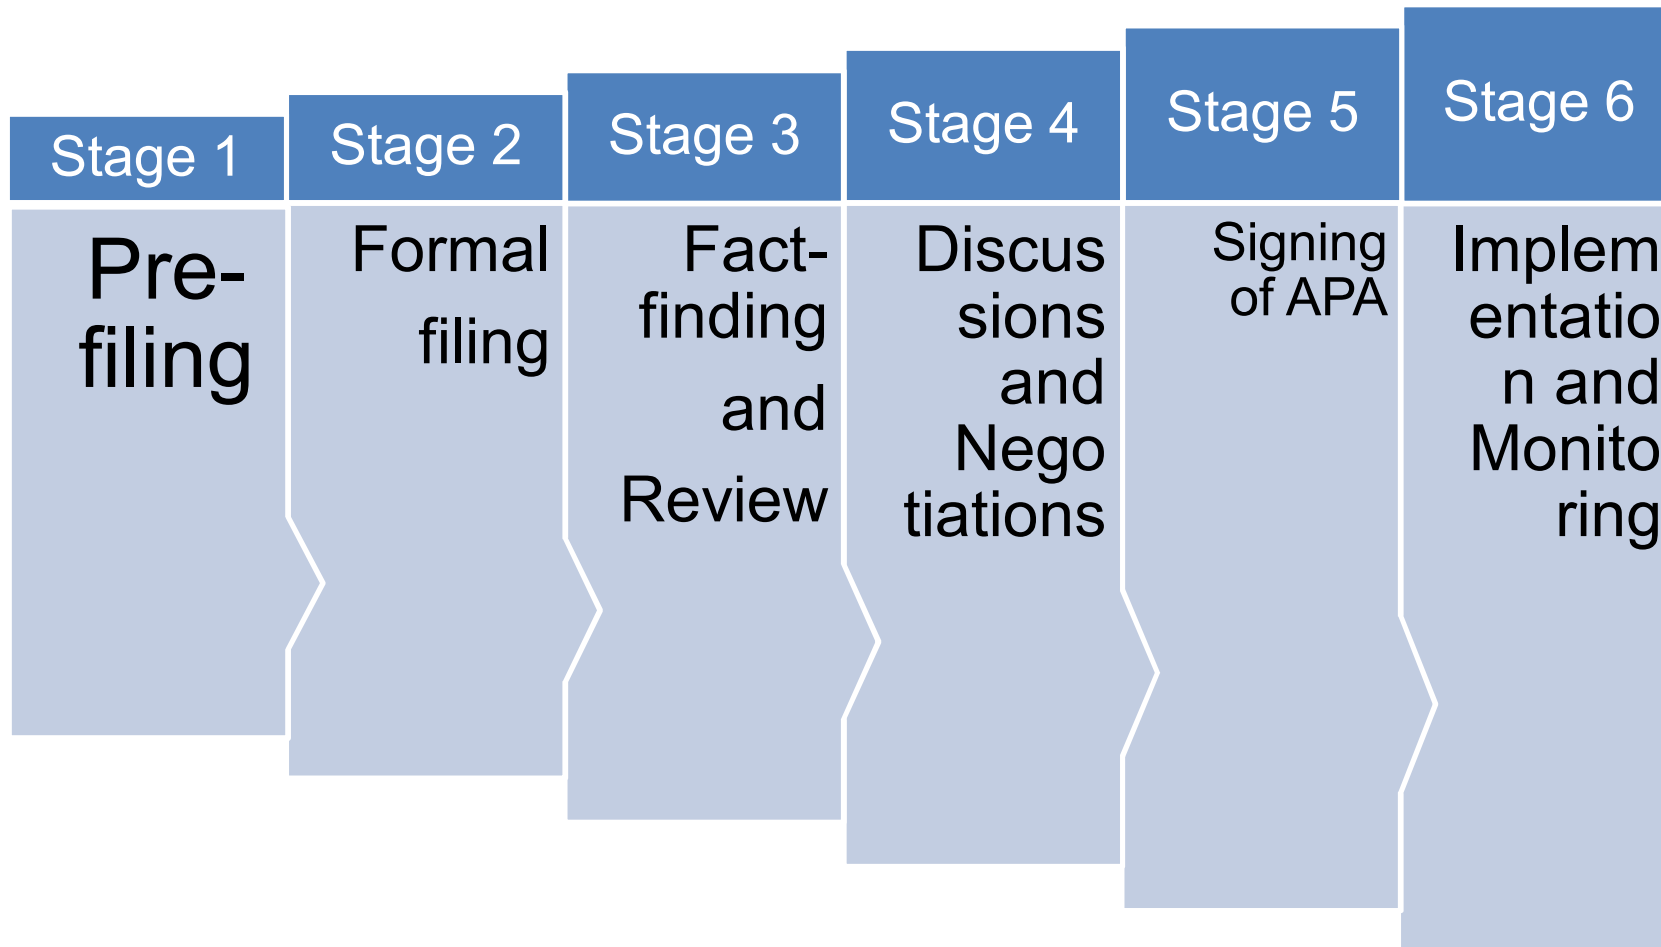 Stage 1
Pre-
filing
Stage 2
Formal
filing
Stage 3
Fact-
finding
and
Review
Stage 4
Discus
sions
and
Nego
tiations
Stage 5
Signing
of APA
Stage 6
Implem
entatio
n and
Monito
ring